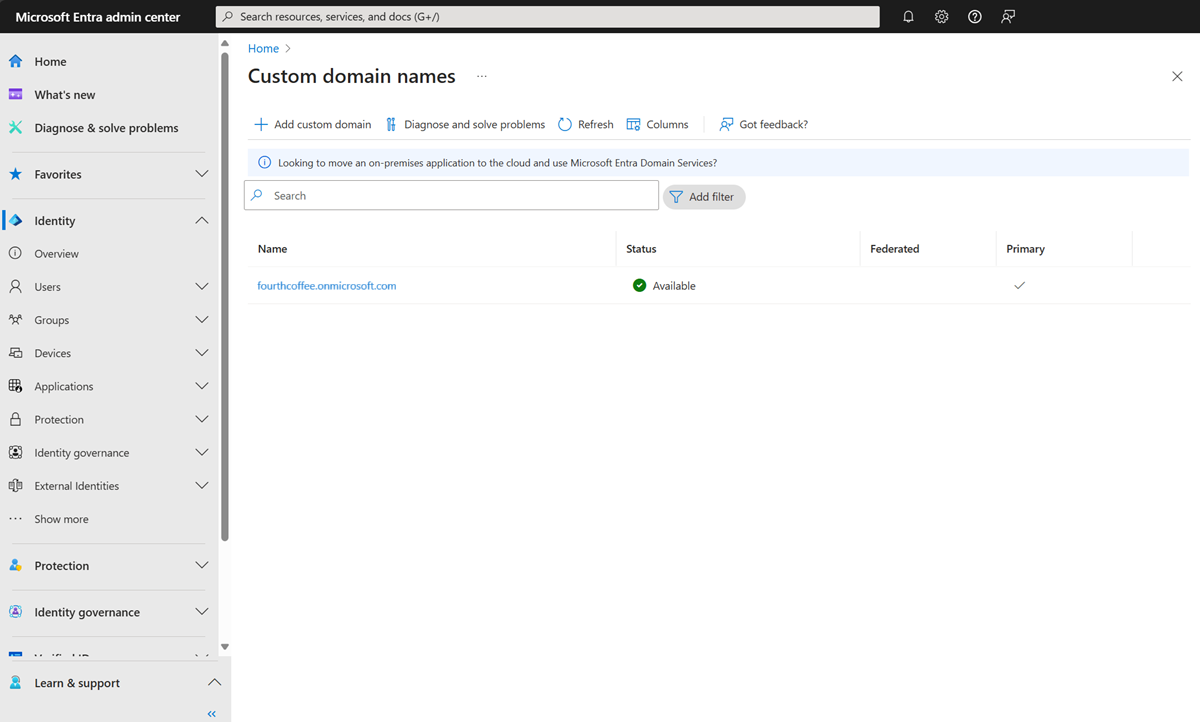 Microsoft Entra admin center
Search resources, services, and docs (G+/)
Home
What's new
Diagnose & solve problems
Favorites
Identity
Overview
Users
Groups
Devices
Applications
Protection
Identity governance
External Identities
Show more
Protection
Identity governance
Learn & support
Home
Custom domain names
Add custom domain Diagnose and solve problems Refresh Columns Got feedback?
Looking to move an on-premises application to the cloud and use Microsoft Entra Domain Services?
Search Add filter
Name Status Federated Primary
fourthcoffee.onmicrosoft.com Available